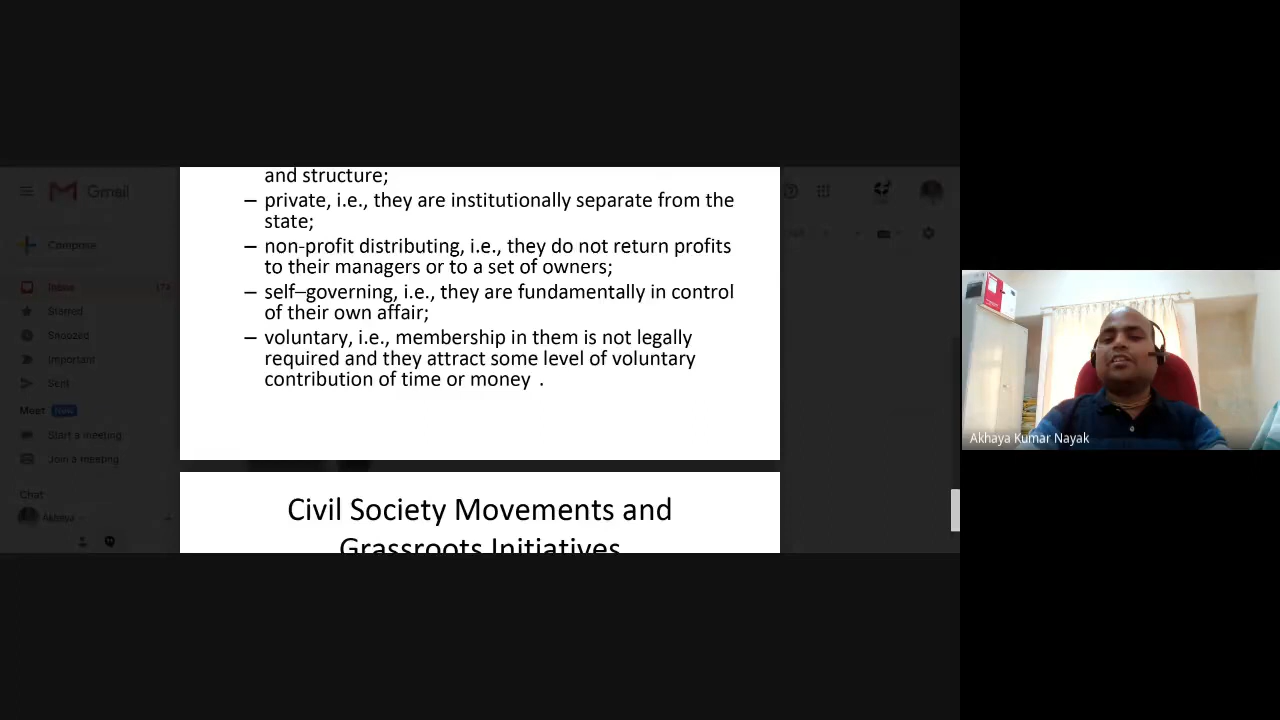 and structure;
– private, i.e., they are institutionally separate from the
state;
– non-profit distributing, i.e., they do not return profits
to their managers or to a set of owners;
– self–governing, i.e., they are fundamentally in control
of their own affair;
– voluntary, i.e., membership in them is not legally
required and they attract some level of voluntary
contribution of time or money .
Civil Society Movements and
Grassroots Initiatives
Gmail
Compose
Inbox
Starred
Snoozed
Important
Sent
Meet New
Start a meeting
Join a meeting
Chat
Akhaya
Akhaya Kumar Nayak